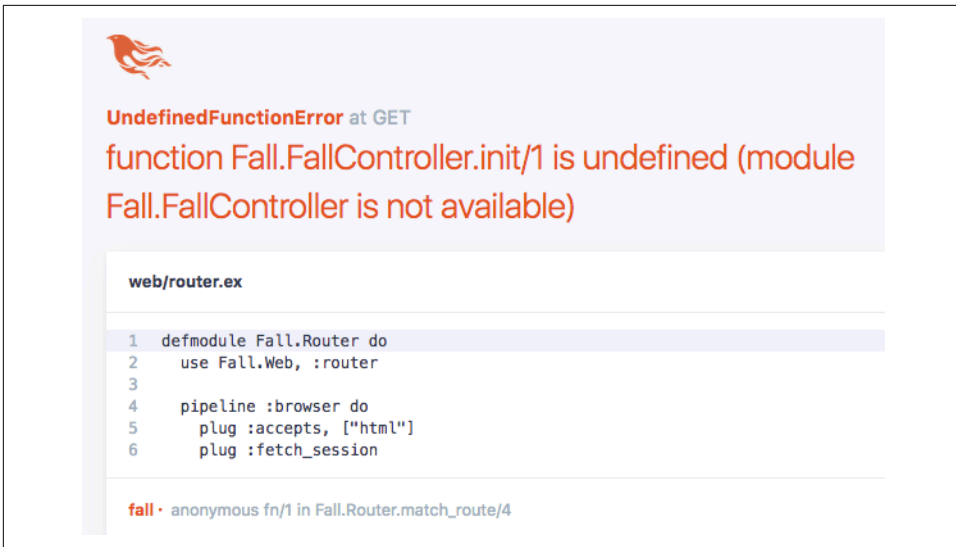 UndefinedFunctionError at GET
function Fall.FallController.init/1 is undefined (module
Fall.FallController is not available)
web/router.ex
1 defmodule Fall.Router do
2   use Fall.Web, :router
3
4   pipeline :browser do
5     plug :accepts, ["html"]
6     plug :fetch_session
fall · anonymous fn/1 in Fall.Router.match_route/4